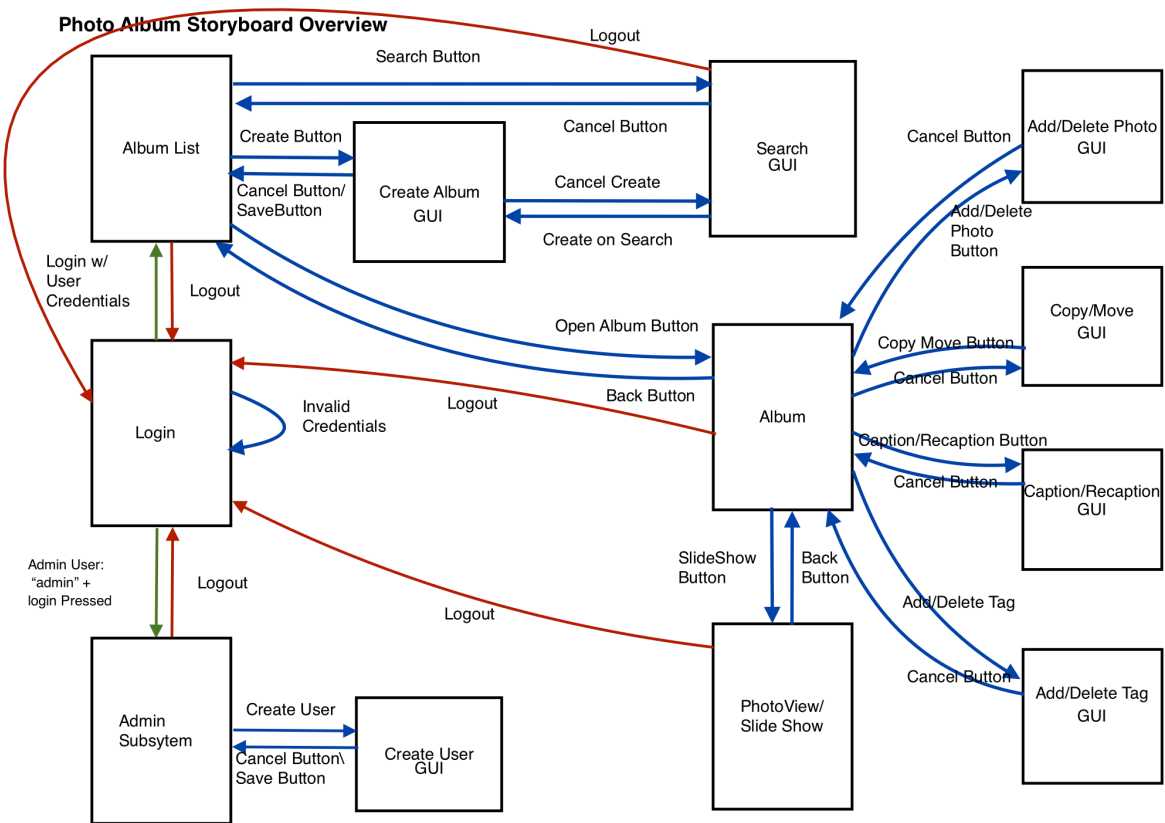 Photo Album Storyboard Overview
Logout
Search Button
Cancel Button
Album List
Create Button
Cancel Button/
SaveButton
Create Album
GUI
Cancel Create
Create on Search
Search
GUI
Cancel Button
Add/Delete Photo
GUI
Add/Delete
Photo
Button
Login w/
User
Credentials
Logout
Open Album Button
Back Button
Copy/Move
GUI
Copy Move Button
Cancel Button
Login
Invalid
Credentials
Logout
Album
Caption/Recaption Button
Cancel Button
Caption/Recaption
GUI
Admin User:
“admin” +
login Pressed
Logout
Logout
SlideShow
Button
Back
Button
Add/Delete Tag
Cancel Button
Add/Delete Tag
GUI
Admin
Subsytem
Create User
Cancel Button\
Save Button
Create User
GUI
PhotoView/
Slide Show